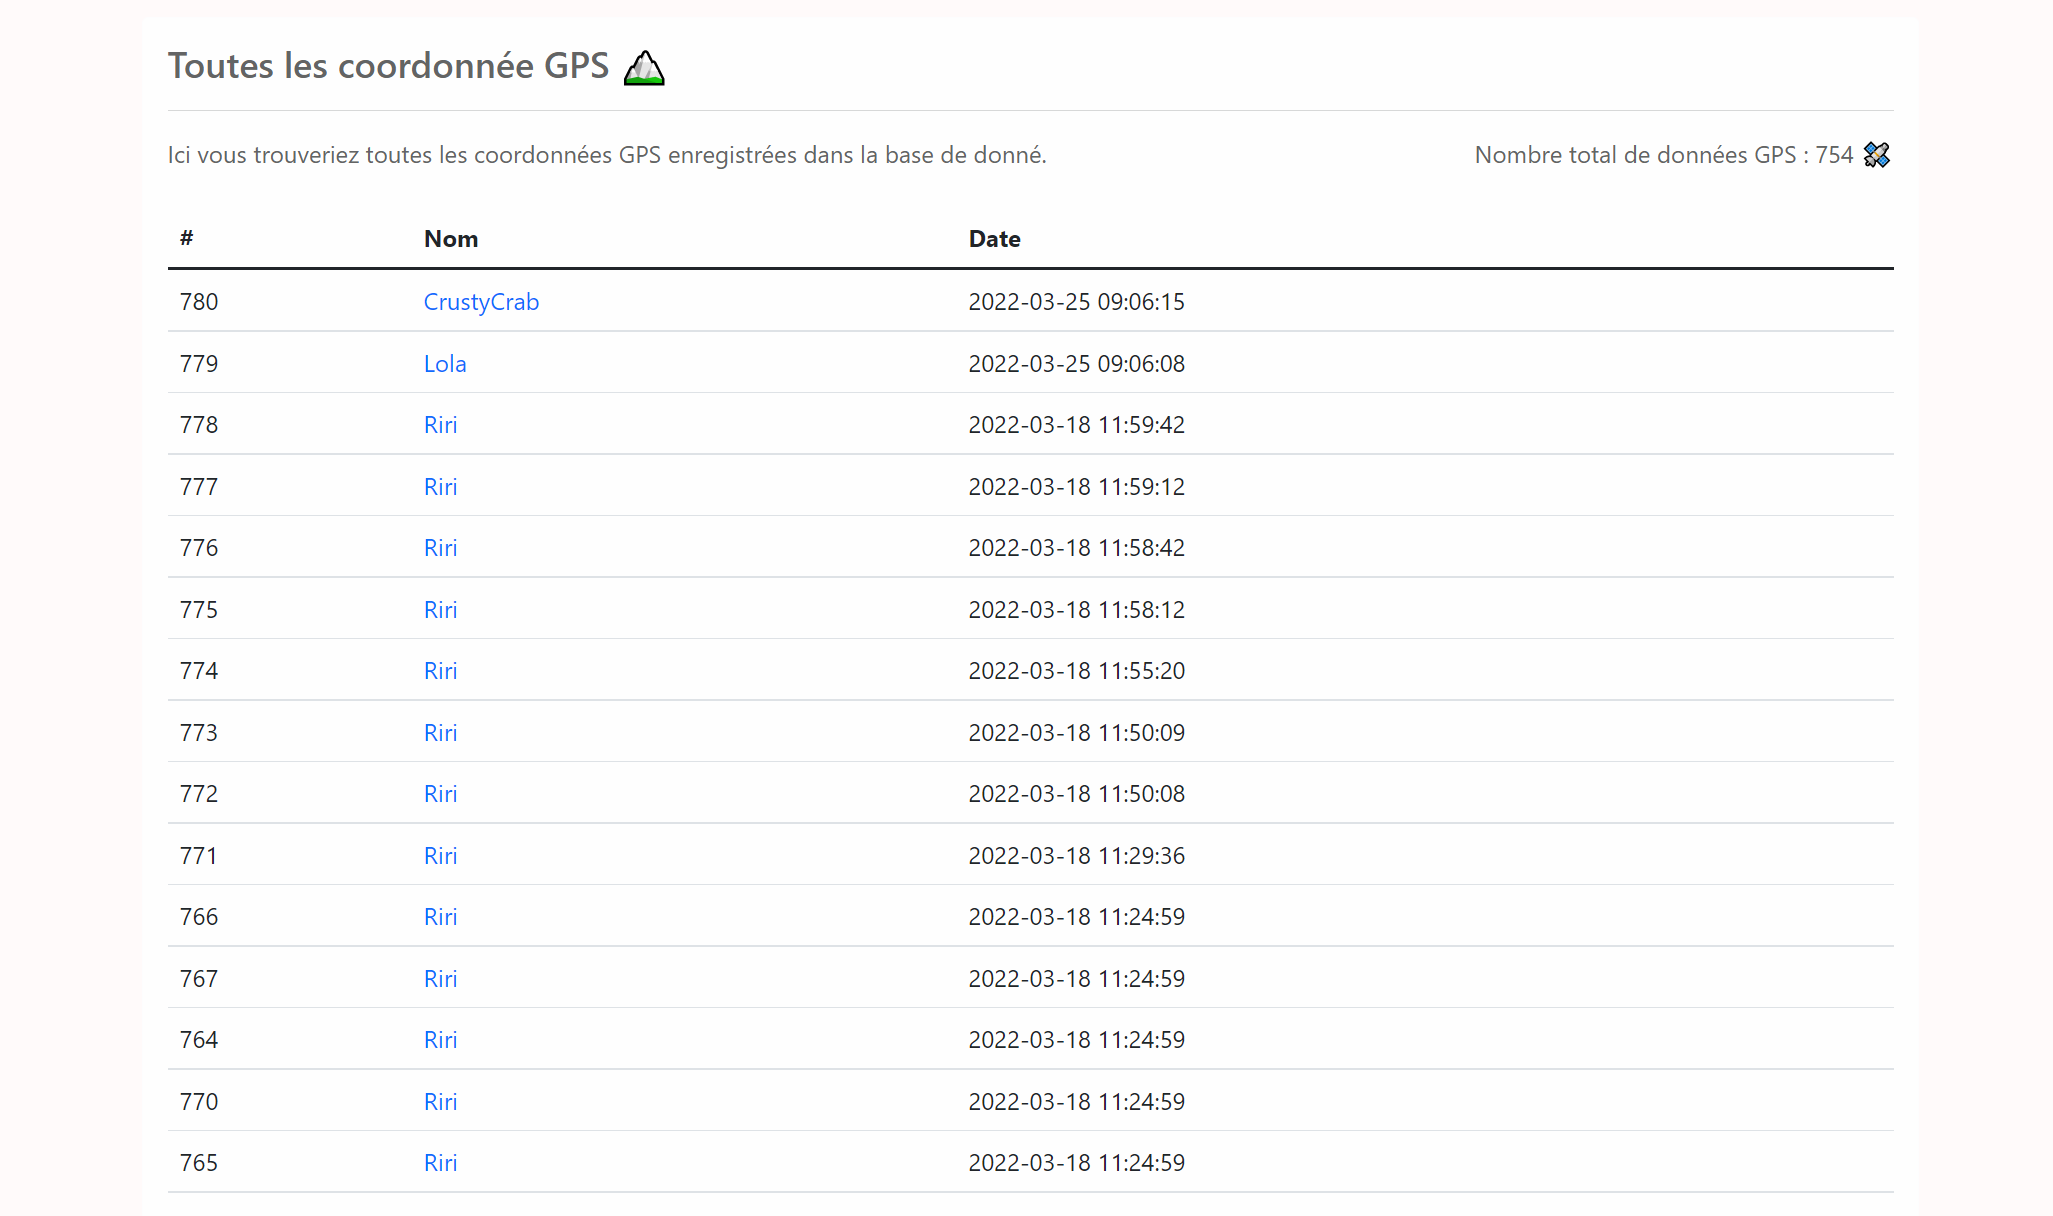 Toutes les coordonnée GPS
Ici vous trouveriez toutes les coordonnées GPS enregistrées dans la base de donné. Nombre total de données GPS : 754
# Nom Date
780 CrustyCrab 2022-03-25 09:06:15
779 Lola 2022-03-25 09:06:08
778 Riri 2022-03-18 11:59:42
777 Riri 2022-03-18 11:59:12
776 Riri 2022-03-18 11:58:42
775 Riri 2022-03-18 11:58:12
774 Riri 2022-03-18 11:55:20
773 Riri 2022-03-18 11:50:09
772 Riri 2022-03-18 11:50:08
771 Riri 2022-03-18 11:29:36
766 Riri 2022-03-18 11:24:59
767 Riri 2022-03-18 11:24:59
764 Riri 2022-03-18 11:24:59
770 Riri 2022-03-18 11:24:59
765 Riri 2022-03-18 11:24:59